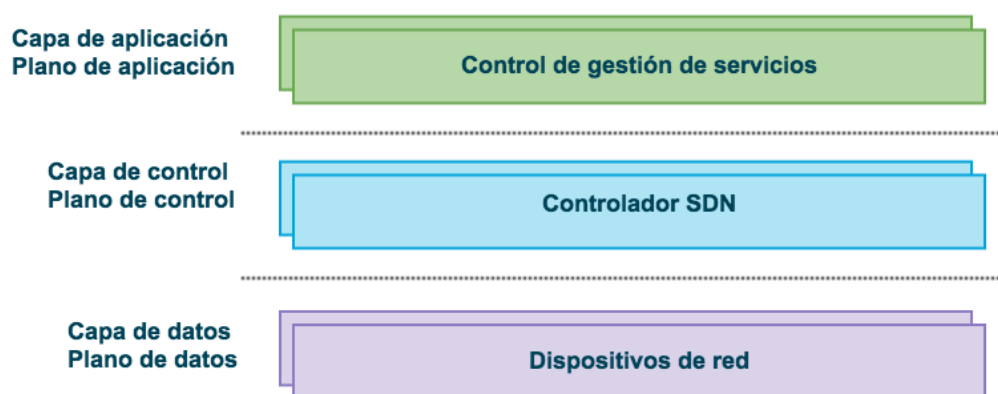 Capa de aplicación
Plano de aplicación
Control de gestión de servicios
Capa de control
Plano de control
Controlador SDN
Capa de datos
Plano de datos
Dispositivos de red